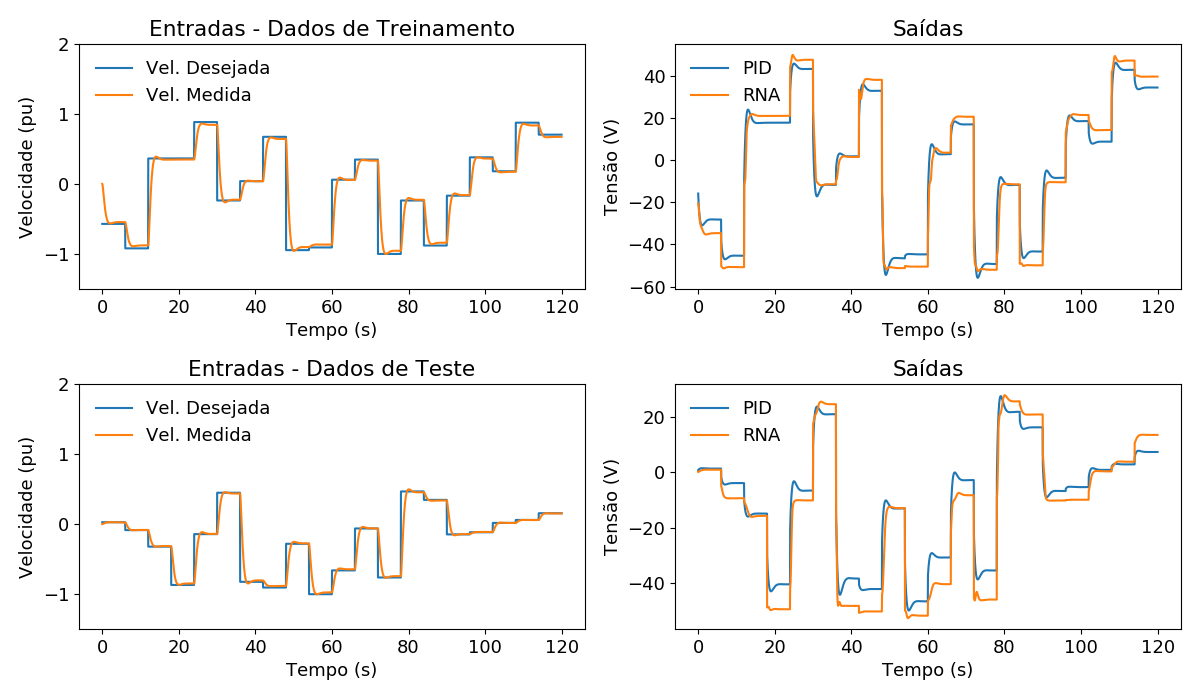 Entradas - Dados de Treinamento
2
1
0
−1
Velocidade (pu)
Vel. Desejada
Vel. Medida
0 20 40 60 80 100 120
Tempo (s)
Saídas
40
20
0
−20
−40
−60
Tensão (V)
PID
RNA
0 20 40 60 80 100 120
Tempo (s)
Entradas - Dados de Teste
2
1
0
−1
Velocidade (pu)
Vel. Desejada
Vel. Medida
0 20 40 60 80 100 120
Tempo (s)
Saídas
20
0
−20
−40
Tensão (V)
PID
RNA
0 20 40 60 80 100 120
Tempo (s)